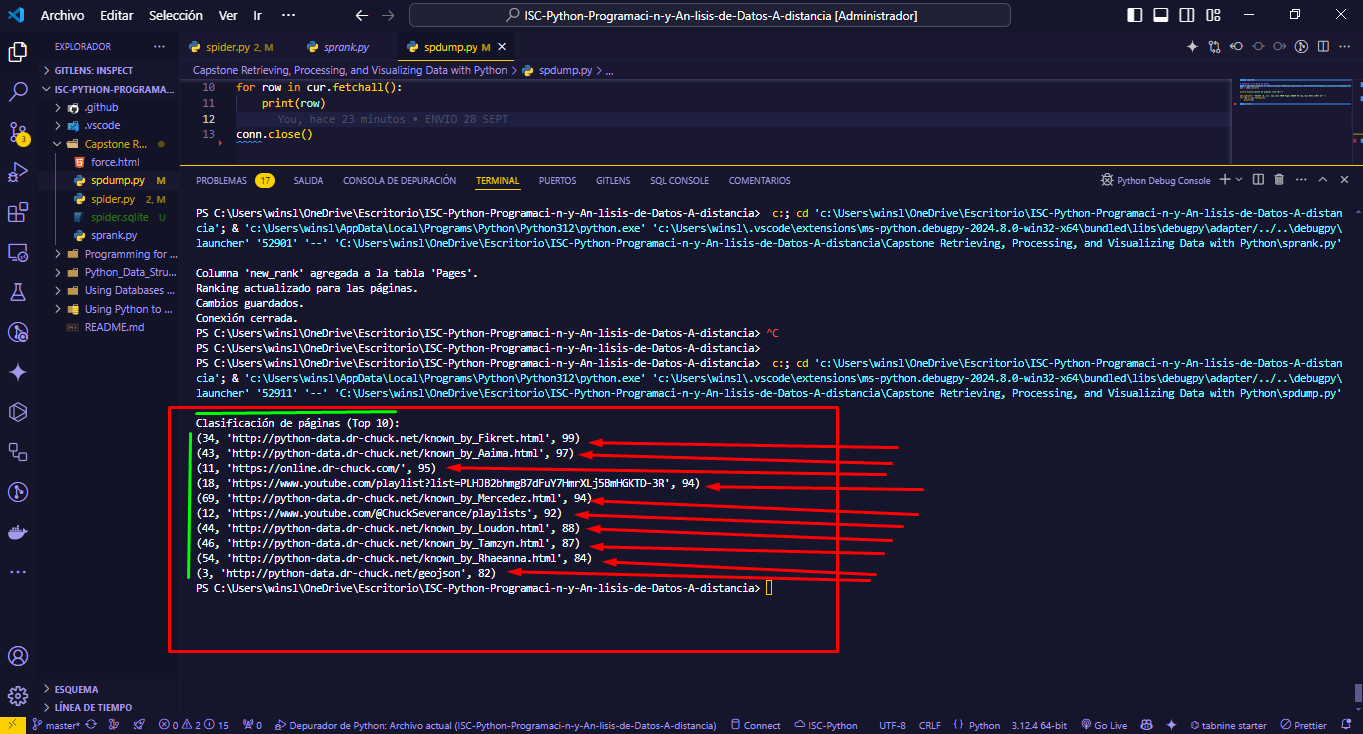 Archivo Editar Selección Ver Ir ··· ISC-Python-Programaci-n-y-An-lisis-de-Datos-A-distancia [Administrador]
EXPLORADOR ···
spider.py 2, M sprank.py spdump.py M
GITLENS: INSPECT
Capstone Retrieving, Processing, and Visualizing Data with Python > spdump.py > ...
ISC-PYTHON-PROGRAMA...
.github
.vscode
Capstone R...
force.html
spdump.py M
spider.py 2, M
spider.sqlite U
sprank.py
Programming for ...
Python_Data_Stru...
Using Databases ...
Using Python to ...
README.md
ESQUEMA
LÍNEA DE TIEMPO
10 for row in cur.fetchall():
11 print(row)
12 You, hace 23 minutos • ENVIO 28 SEPT
13 conn.close()
PROBLEMAS 17 SALIDA CONSOLA DE DEPURACIÓN TERMINAL PUERTOS GITLENS SQL CONSOLE COMENTARIOS Python Debug Console
PS C:\Users\winsl\OneDrive\Escritorio\ISC-Python-Programaci-n-y-An-lisis-de-Datos-A-distancia> c:; cd 'c:\Users\winsl\OneDrive\Escritorio\ISC-Python-Programaci-n-y-An-lisis-de-Datos-A-distan
cia'; & 'c:\Users\winsl\AppData\Local\Programs\Python\Python312\python.exe' 'c:\Users\winsl\.vscode\extensions\ms-python.debugpy-2024.8.0-win32-x64\bundled\libs\debugpy\adapter/../..\debugpy\
launcher' '52901' '--' 'C:\Users\winsl\OneDrive\Escritorio\ISC-Python-Programaci-n-y-An-lisis-de-Datos-A-distancia\Capstone Retrieving, Processing, and Visualizing Data with Python\sprank.py'
Columna 'new_rank' agregada a la tabla 'Pages'.
Ranking actualizado para las páginas.
Cambios guardados.
Conexión cerrada.
PS C:\Users\winsl\OneDrive\Escritorio\ISC-Python-Programaci-n-y-An-lisis-de-Datos-A-distancia> ^C
PS C:\Users\winsl\OneDrive\Escritorio\ISC-Python-Programaci-n-y-An-lisis-de-Datos-A-distancia>
PS C:\Users\winsl\OneDrive\Escritorio\ISC-Python-Programaci-n-y-An-lisis-de-Datos-A-distancia> c:; cd 'c:\Users\winsl\OneDrive\Escritorio\ISC-Python-Programaci-n-y-An-lisis-de-Datos-A-distan
cia'; & 'c:\Users\winsl\AppData\Local\Programs\Python\Python312\python.exe' 'c:\Users\winsl\.vscode\extensions\ms-python.debugpy-2024.8.0-win32-x64\bundled\libs\debugpy\adapter/../..\debugpy\
launcher' '52911' '--' 'C:\Users\winsl\OneDrive\Escritorio\ISC-Python-Programaci-n-y-An-lisis-de-Datos-A-distancia\Capstone Retrieving, Processing, and Visualizing Data with Python\spdump.py'
Clasificación de páginas (Top 10):
(34, 'http://python-data.dr-chuck.net/known_by_Fikret.html', 99)
(43, 'http://python-data.dr-chuck.net/known_by_Aaima.html', 97)
(11, 'https://online.dr-chuck.com/', 95)
(18, 'https://www.youtube.com/playlist?list=PLHJB2bhmgB7dFuY7HmrXLj5BmHGKTD-3R', 94)
(69, 'http://python-data.dr-chuck.net/known_by_Mercedez.html', 94)
(12, 'https://www.youtube.com/@ChuckSeverance/playlists', 92)
(44, 'http://python-data.dr-chuck.net/known_by_Loudon.html', 88)
(46, 'http://python-data.dr-chuck.net/known_by_Tamzyn.html', 87)
(54, 'http://python-data.dr-chuck.net/known_by_Rhaeanna.html', 84)
(3, 'http://python-data.dr-chuck.net/geojson', 82)
PS C:\Users\winsl\OneDrive\Escritorio\ISC-Python-Programaci-n-y-An-lisis-de-Datos-A-distancia>
master* 0 2 15 0 Depurador de Python: Archivo actual (ISC-Python-Programaci-n-y-An-lisis-de-Datos-A-distancia) Connect ISC-Python UTF-8 CRLF Python 3.12.4 64-bit Go Live tabnine starter Prettier